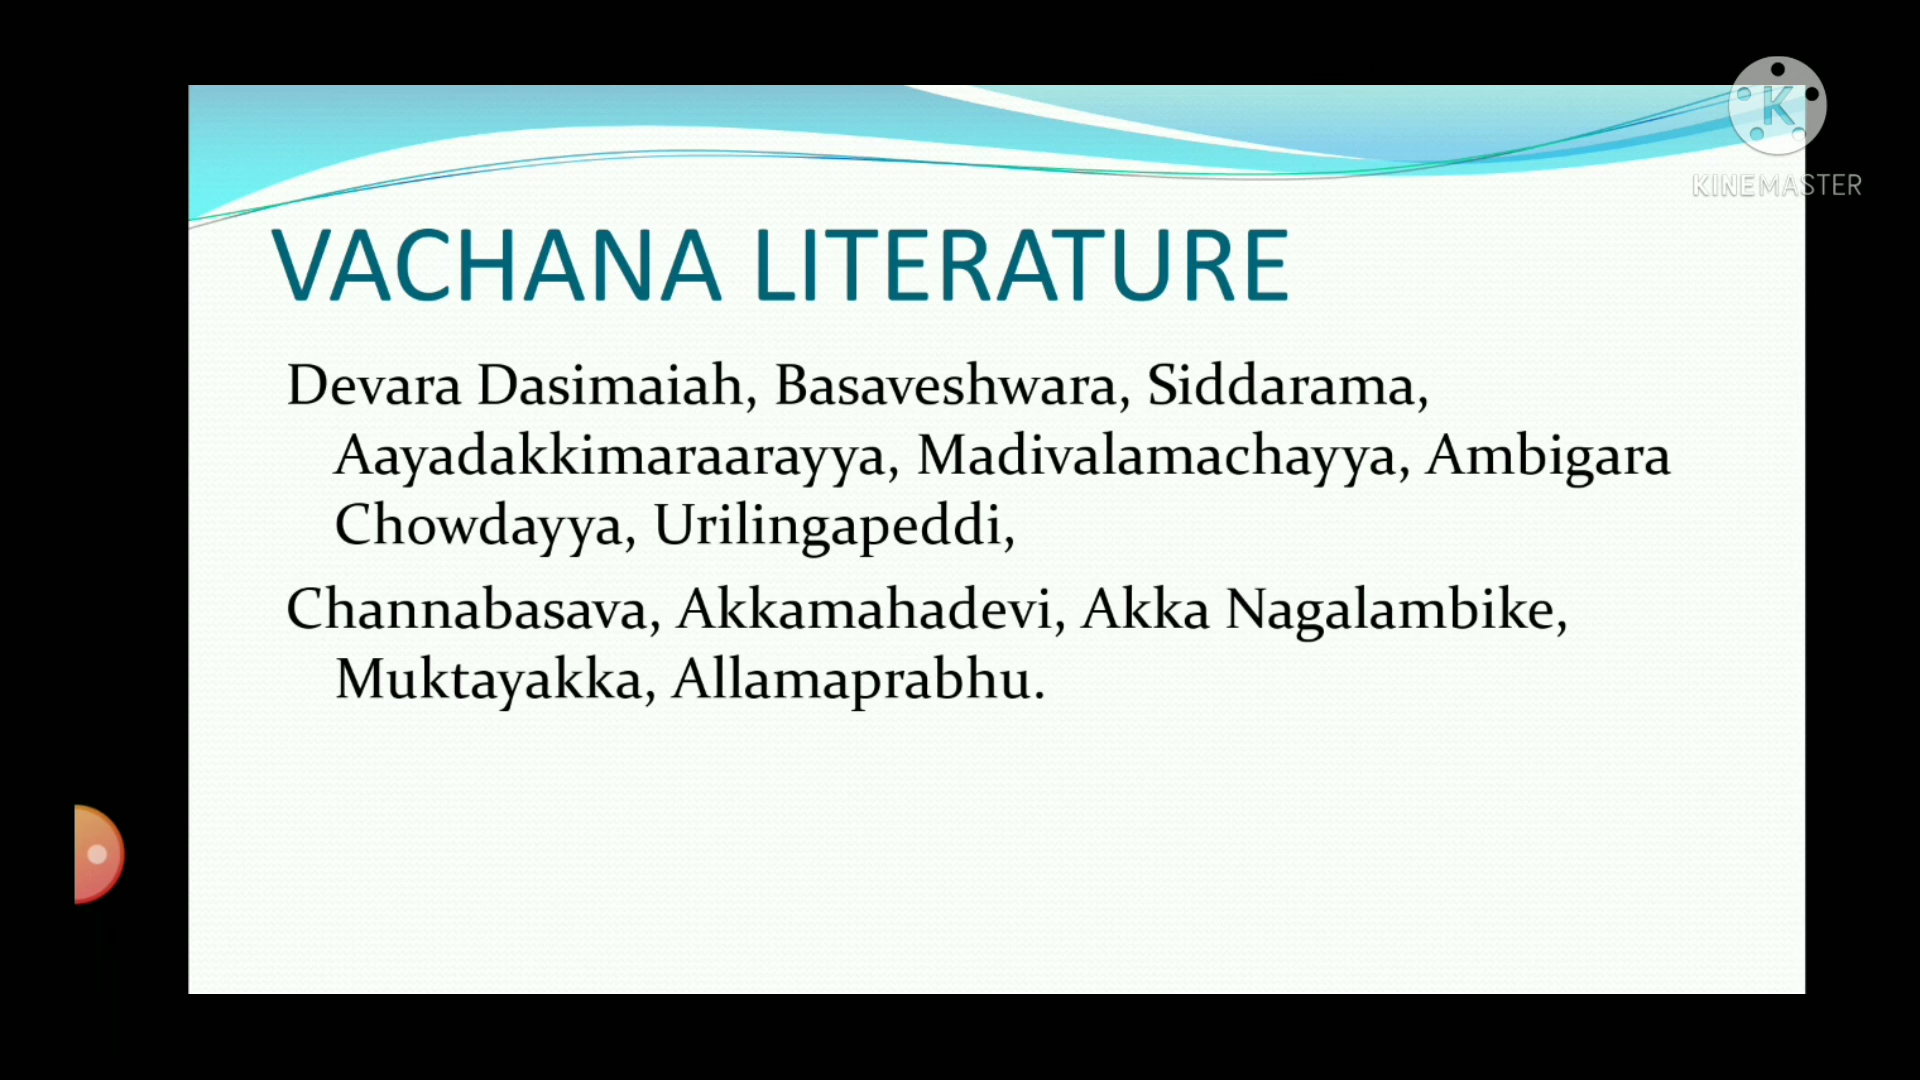 K
KINEMASTER
VACHANA LITERATURE
Devara Dasimaiah, Basaveshwara, Siddarama,
Aayadakkimaraarayya, Madivalamachayya, Ambigara
Chowdayya, Urilingapeddi,
Channabasava, Akkamahadevi, Akka Nagalambike,
Muktayakka, Allamaprabhu.